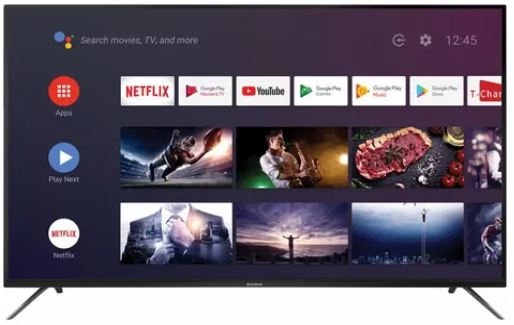 Search movies, TV, and more
12:45
NETFLIX
Google Play
Movies & TV
YouTube
Google Play
Games
Google Play
Music
Google Play
Store
T-Char
Apps
Play Next
NETFLIX
Netflix